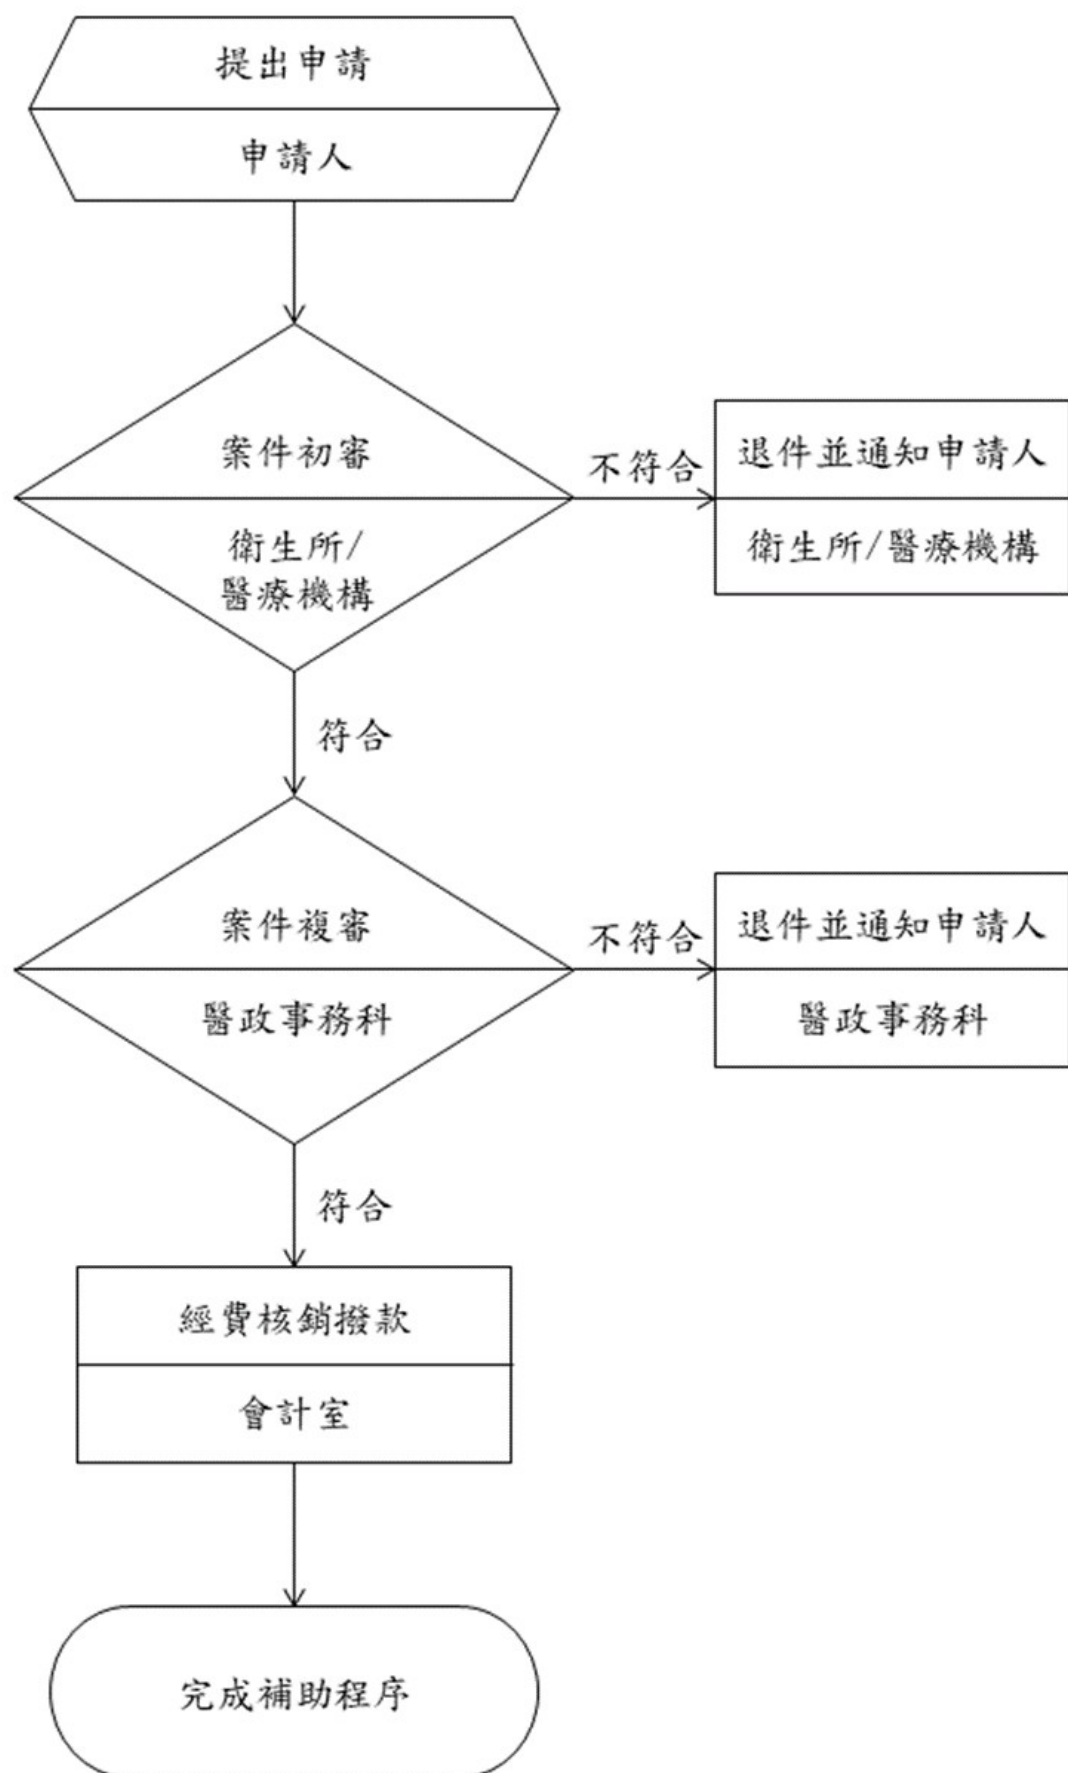 提出申請
申請人
案件初審
衛生所/
醫療機構
不符合
退件並通知申請人
衛生所/醫療機構
符合
案件複審
醫政事務科
不符合
退件並通知申請人
醫政事務科
符合
經費核銷撥款
會計室
完成補助程序